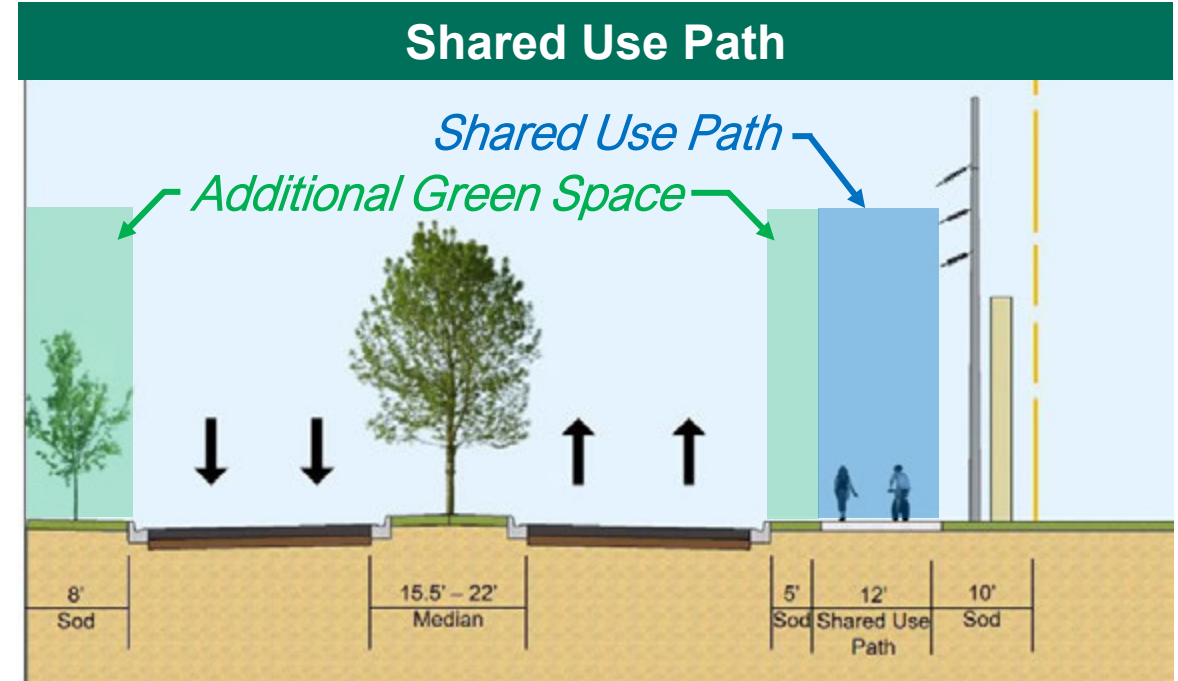 Shared Use Path
Shared Use Path
Additional Green Space
8'
Sod
15.5' – 22'
Median
5'
Sod
12'
Shared Use
Path
10'
Sod